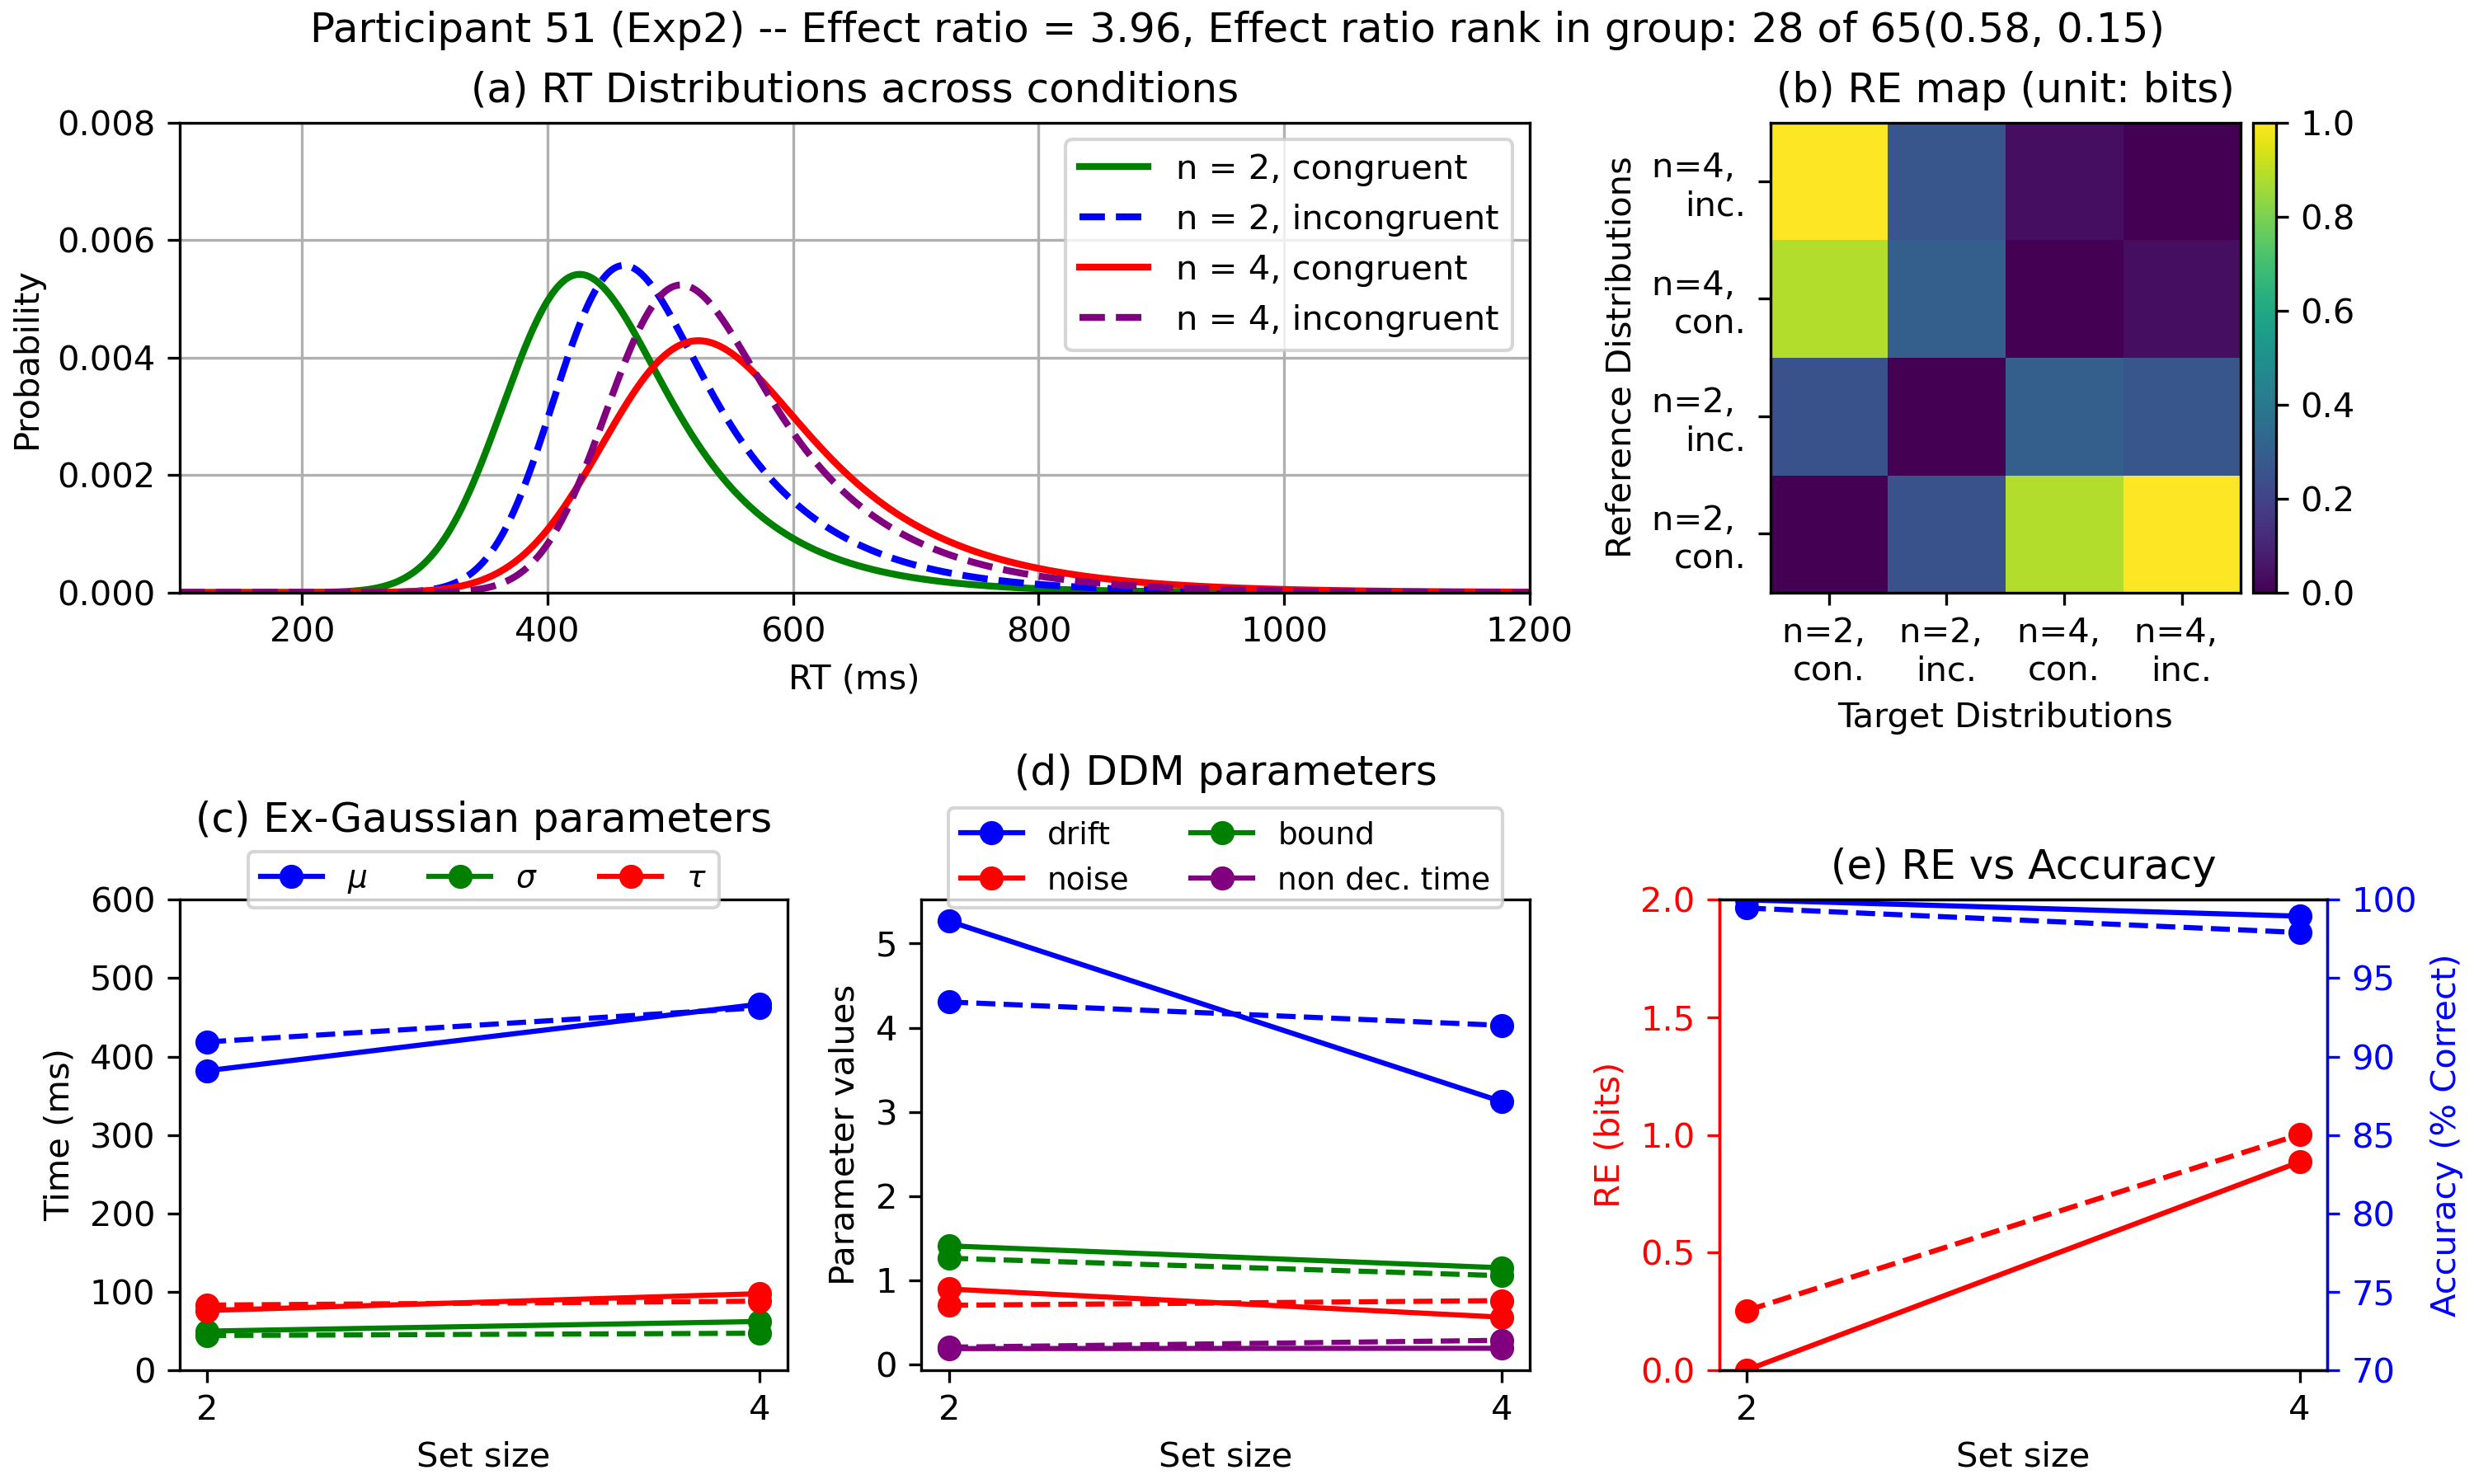 Participant 51 (Exp2) -- Effect ratio = 3.96, Effect ratio rank in group: 28 of 65(0.58, 0.15)
(a) RT Distributions across conditions
Probability
0.008
0.006
0.004
0.002
0.000
200
400
600
800
1000
1200
RT (ms)
n = 2, congruent
n = 2, incongruent
n = 4, congruent
n = 4, incongruent
(b) RE map (unit: bits)
Reference Distributions
n=4,
inc.
n=4,
con.
n=2,
inc.
n=2,
con.
n=2,
con.
n=2,
inc.
n=4,
con.
n=4,
inc.
Target Distributions
1.0
0.8
0.6
0.4
0.2
0.0
(c) Ex-Gaussian parameters
μ
σ
τ
Time (ms)
600
500
400
300
200
100
0
2
4
Set size
(d) DDM parameters
drift
noise
bound
non dec. time
Parameter values
5
4
3
2
1
0
2
4
Set size
(e) RE vs Accuracy
RE (bits)
2.0
1.5
1.0
0.5
0.0
2
4
Set size
100
95
90
85
80
75
70
Accuracy (% Correct)